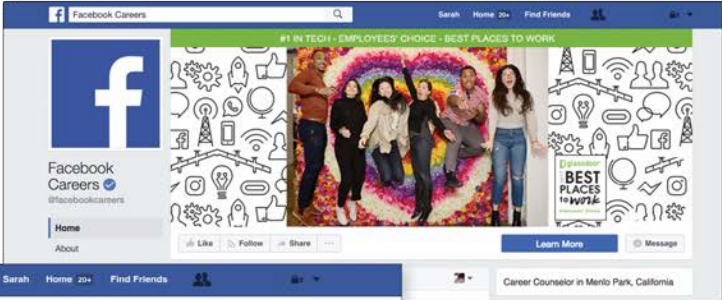 Facebook Careers
Sarah Home 20+ Find Friends
#1 IN TECH - EMPLOYEES' CHOICE - BEST PLACES TO WORK
f
Facebook
Careers
@facebookcareers
glassdoor
BEST
PLACES
to WORK
Home
About
Like Follow Share ...
Learn More
Message
Sarah Home 20+ Find Friends
Career Counselor in Menlo Park, California